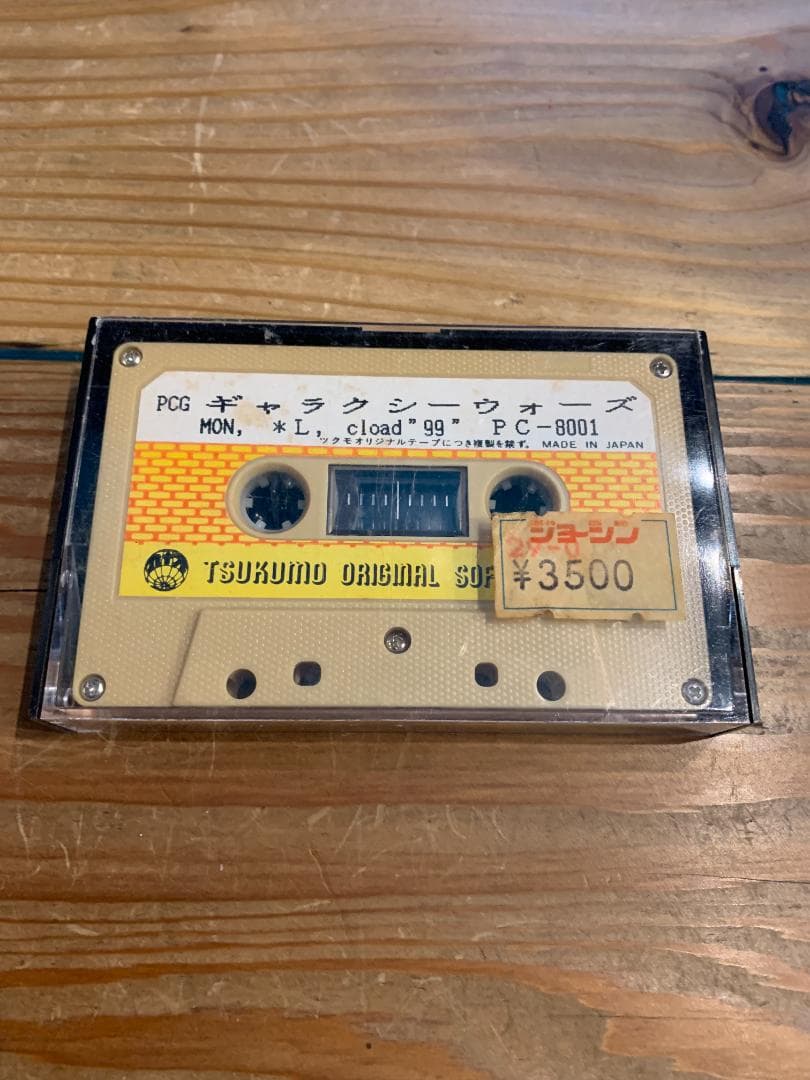 PCG ギャラクシーウォーズ
MON, *L, cload"99" PC-8001
ツクモオリジナルテープにつき複製を禁ず。 MADE IN JAPAN
TSUKUMO ORIGINAL SOF
ジョーシン
¥3500